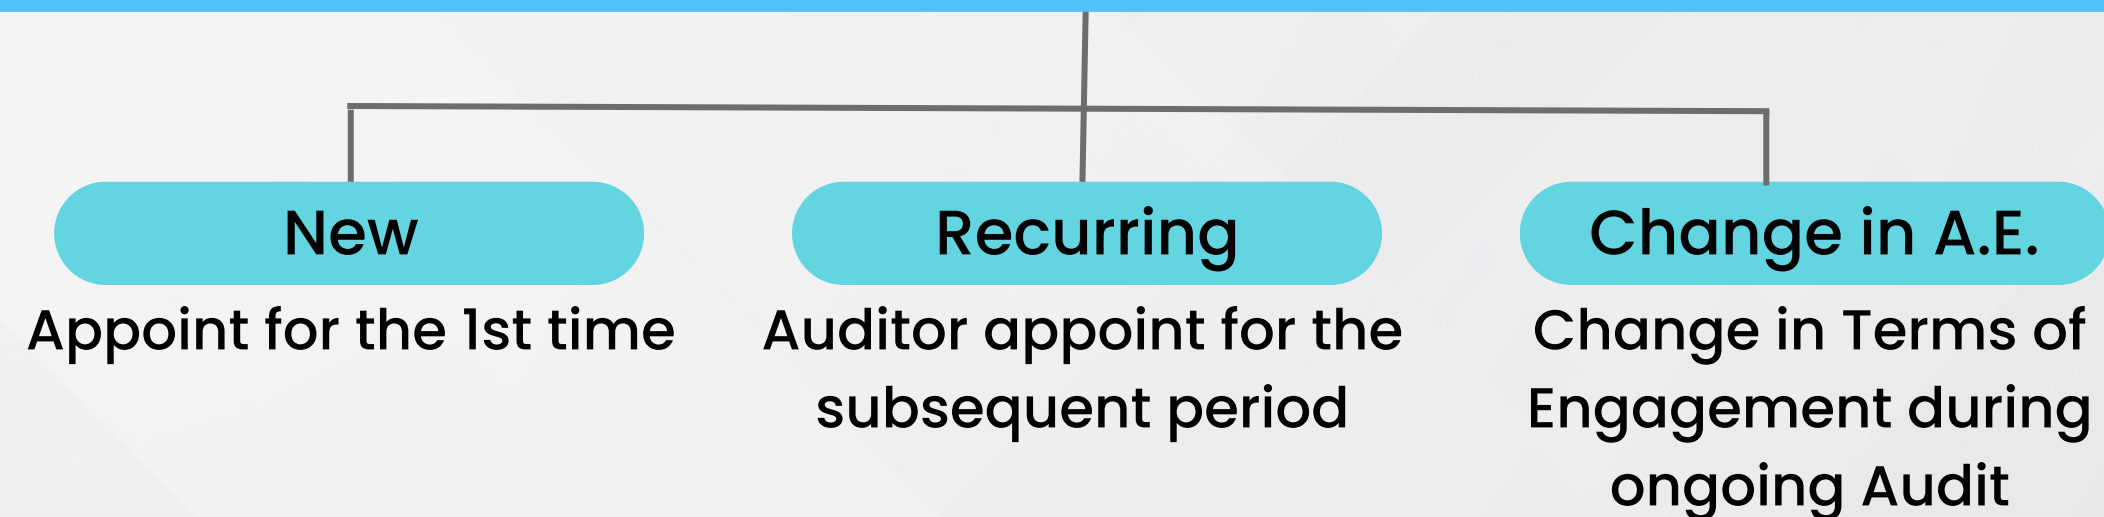 New
Appoint for the 1st time
Recurring
Auditor appoint for the
subsequent period
Change in A.E.
Change in Terms of
Engagement during
ongoing Audit